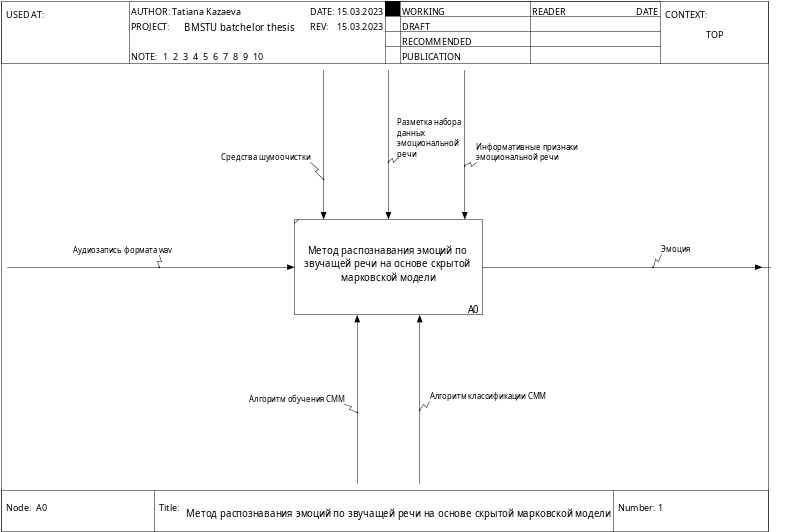 USED AT:
AUTHOR: Tatiana Kazaeva
DATE: 15.03.2023
PROJECT: BMSTU batchelor thesis
REV: 15.03.2023
NOTE: 1 2 3 4 5 6 7 8 9 10
WORKING
DRAFT
RECOMMENDED
PUBLICATION
READER
DATE
CONTEXT:
TOP
Средства шумоочистки
Разметка набора
данных
эмоциональной
речи
Информативные признаки
эмоциональной речи
Аудиозапись формата wav
Метод распознавания эмоций по
звучащей речи на основе скрытой
марковской модели
A0
Эмоция
Алгоритм обучения СММ
Алгоритм классификации СММ
Node: A0
Title: Метод распознавания эмоций по звучащей речи на основе скрытой марковской модели
Number: 1